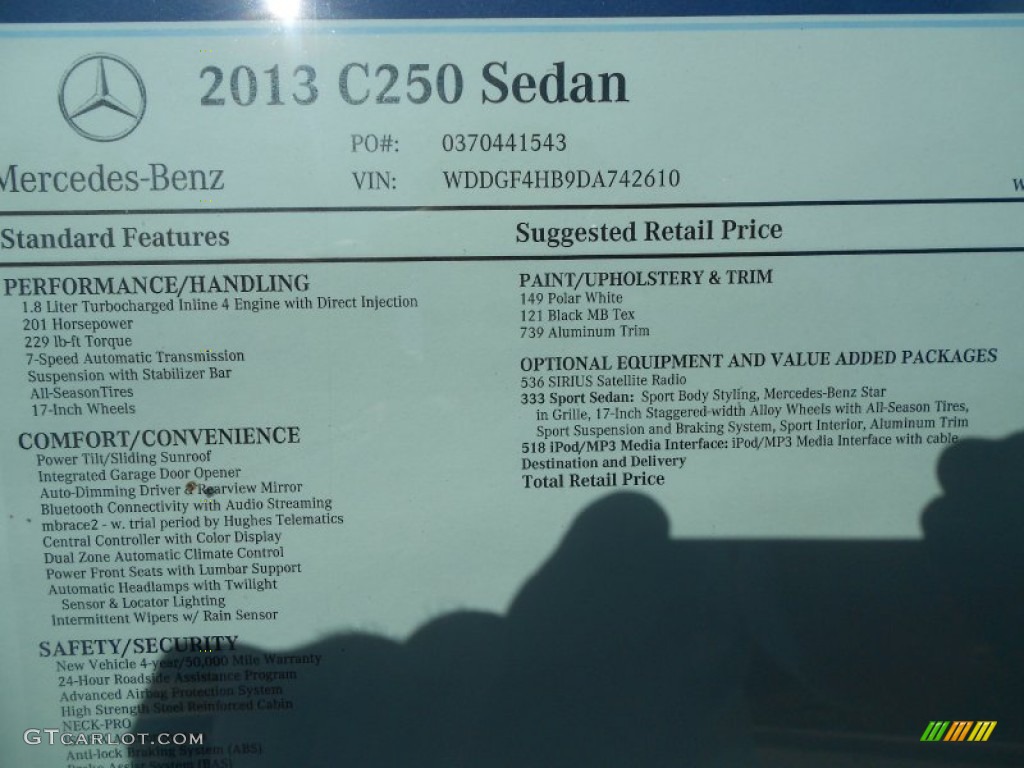 2013 C250 Sedan
PO#: 0370441543
Mercedes-Benz
VIN: WDDGF4HB9DA742610
Standard Features
Suggested Retail Price
PERFORMANCE/HANDLING
1.8 Liter Turbocharged Inline 4 Engine with Direct Injection
201 Horsepower
229 lb-ft Torque
7-Speed Automatic Transmission
Suspension with Stabilizer Bar
All-SeasonTires
17-Inch Wheels
COMFORT/CONVENIENCE
Power Tilt/Sliding Sunroof
Integrated Garage Door Opener
Auto-Dimming Driver & Rearview Mirror
Bluetooth Connectivity with Audio Streaming
mbrace2 - w. trial period by Hughes Telematics
Central Controller with Color Display
Dual Zone Automatic Climate Control
Power Front Seats with Lumbar Support
Automatic Headlamps with Twilight
Sensor & Locator Lighting
Intermittent Wipers w/ Rain Sensor
SAFETY/SECURITY
New Vehicle 4-year/50,000 Mile Warranty
24-Hour Roadside Assistance Program
Advanced Airbag Protection System
High Strength Steel Reinforced Cabin
NECK-PRO
Anti-lock Braking System (ABS)
Brake Assist System (BAS)
PAINT/UPHOLSTERY & TRIM
149 Polar White
121 Black MB Tex
739 Aluminum Trim
OPTIONAL EQUIPMENT AND VALUE ADDED PACKAGES
536 SIRIUS Satellite Radio
333 Sport Sedan: Sport Body Styling, Mercedes-Benz Star
in Grille, 17-Inch Staggered-width Alloy Wheels with All-Season Tires,
Sport Suspension and Braking System, Sport Interior, Aluminum Trim
518 iPod/MP3 Media Interface: iPod/MP3 Media Interface with cable
Destination and Delivery
Total Retail Price
GTCARLOT.COM